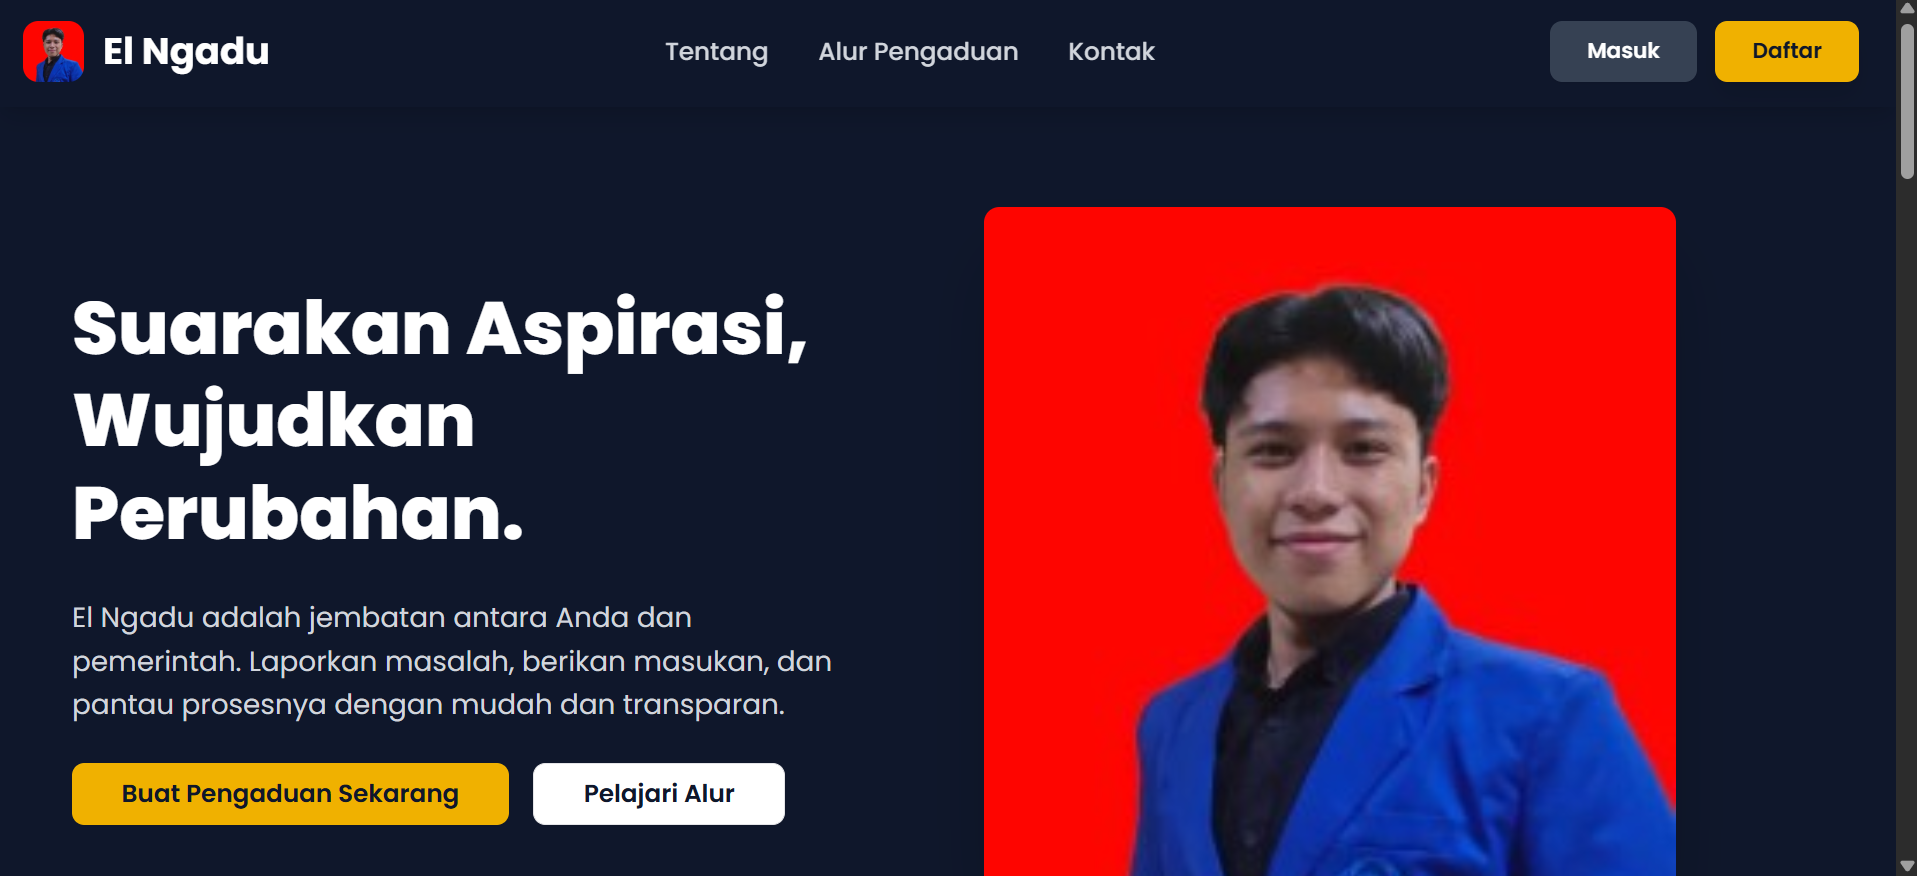 El Ngadu
Tentang
Alur Pengaduan
Kontak
Masuk
Daftar
Suarakan Aspirasi,
Wujudkan
Perubahan.
El Ngadu adalah jembatan antara Anda dan
pemerintah. Laporkan masalah, berikan masukan, dan
pantau prosesnya dengan mudah dan transparan.
Buat Pengaduan Sekarang
Pelajari Alur